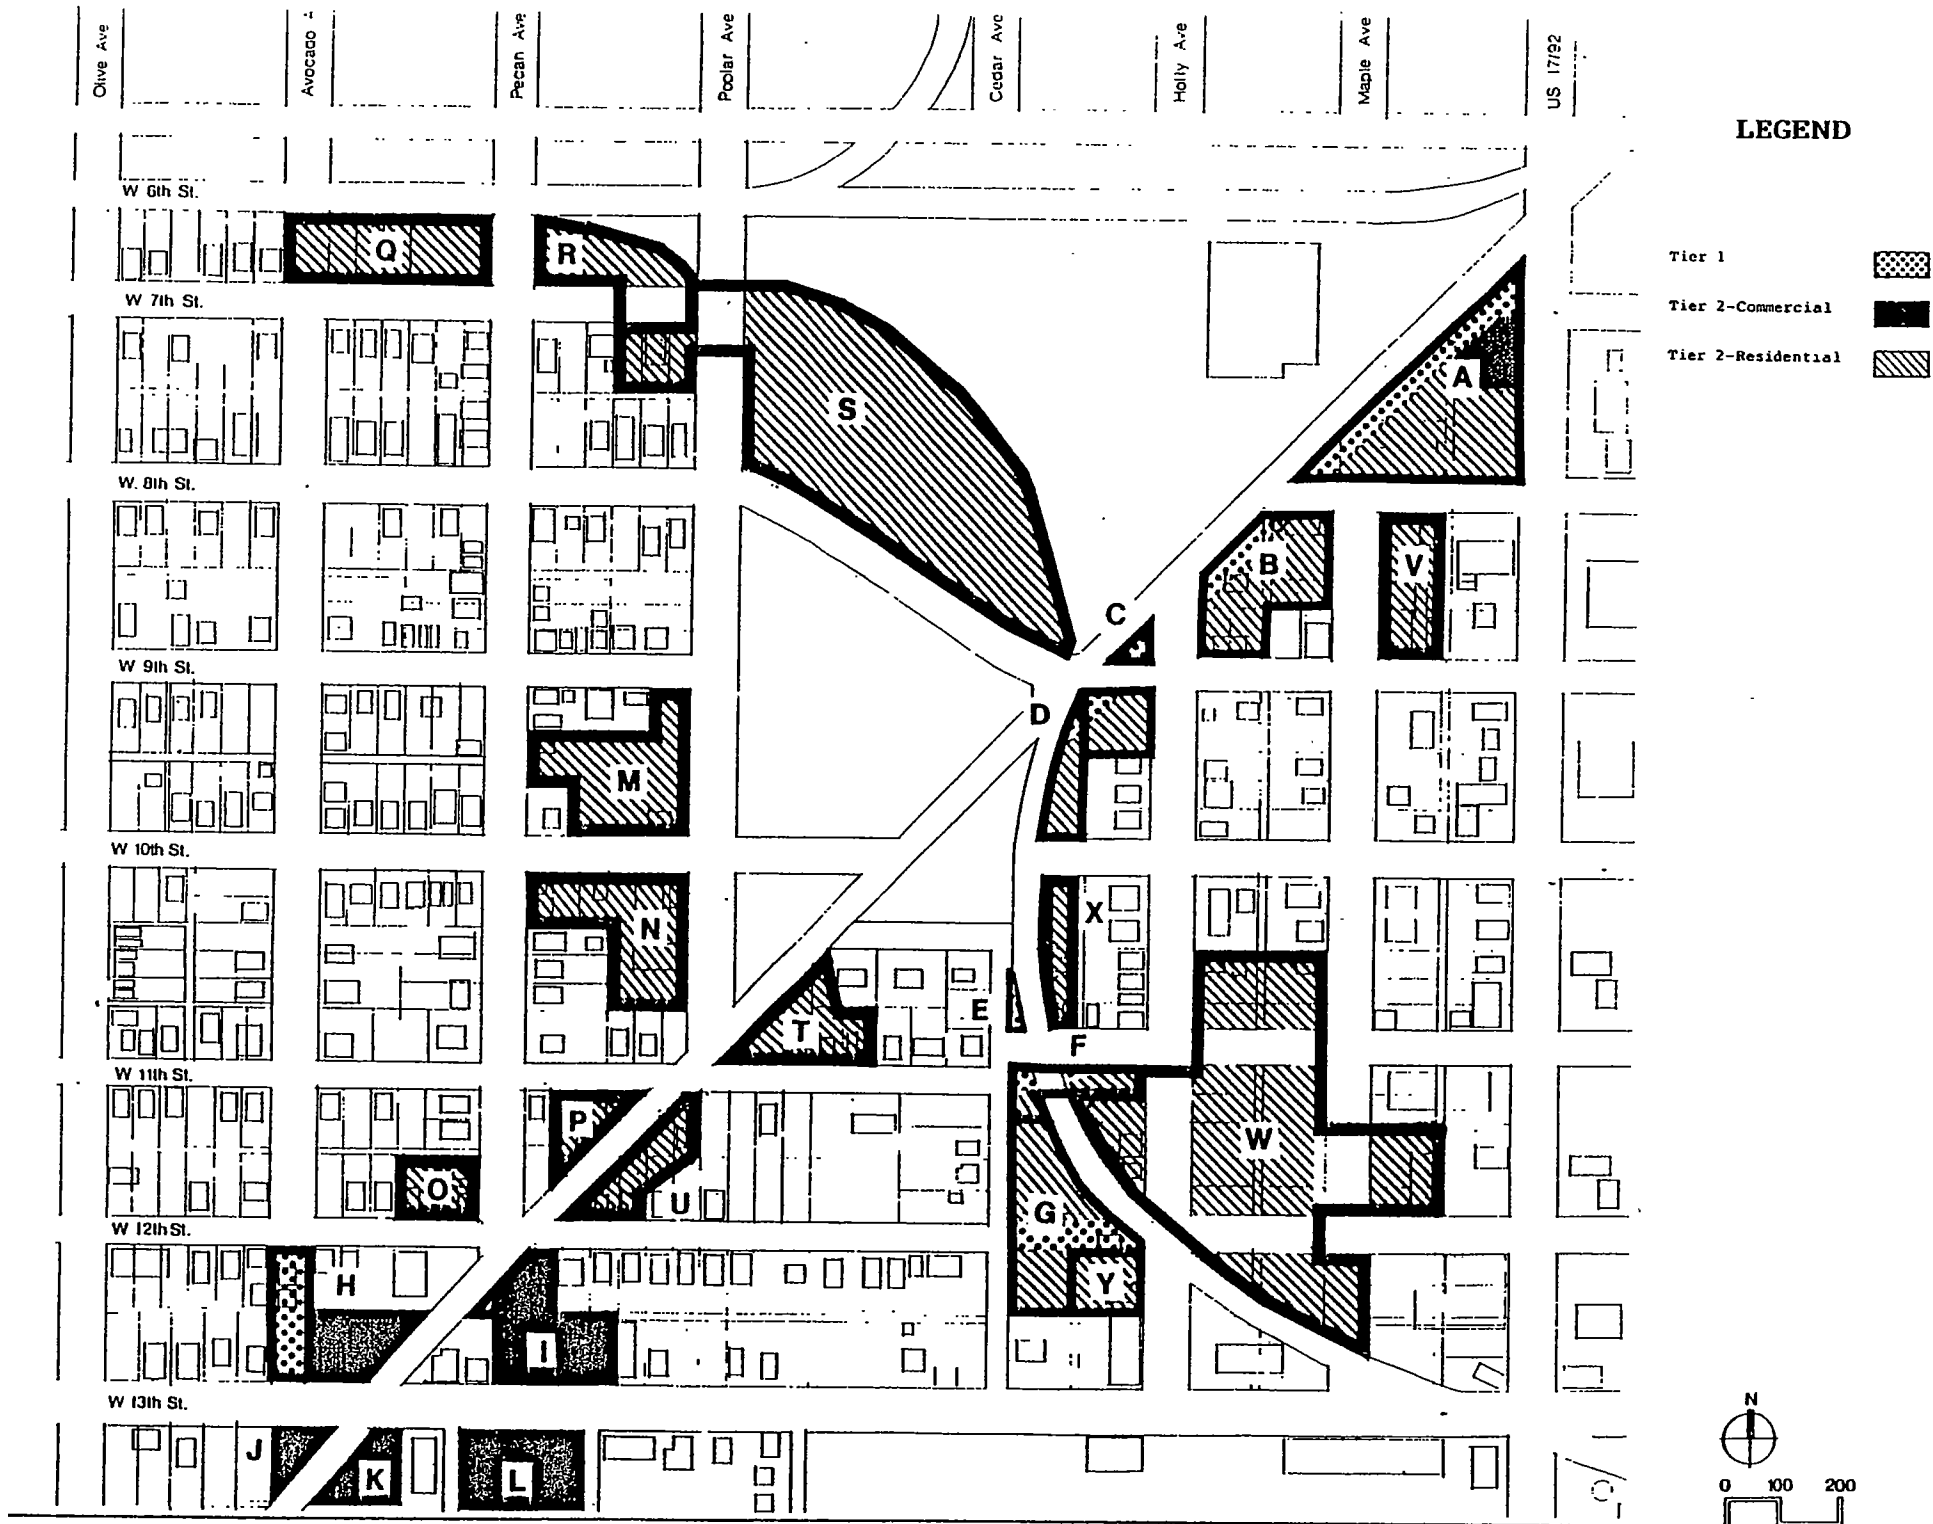 Olive Ave
Avocado A
Pecan Ave
Poolar Ave
Cedar Ave
Holly Ave
Maple Ave
US 17/92
LEGEND
W 6th St.
Q
R
Tier 1
W 7th St.
Tier 2-Commercial
Tier 2-Residential
A
S
W. 8th St.
B
V
C
W 9th St.
D
M
W 10th St.
X
N
E
T
F
W 11th St.
P
W
O
U
G
W 12th St.
H
Y
I
W 13th St.
N
J
K
L
0 100 200